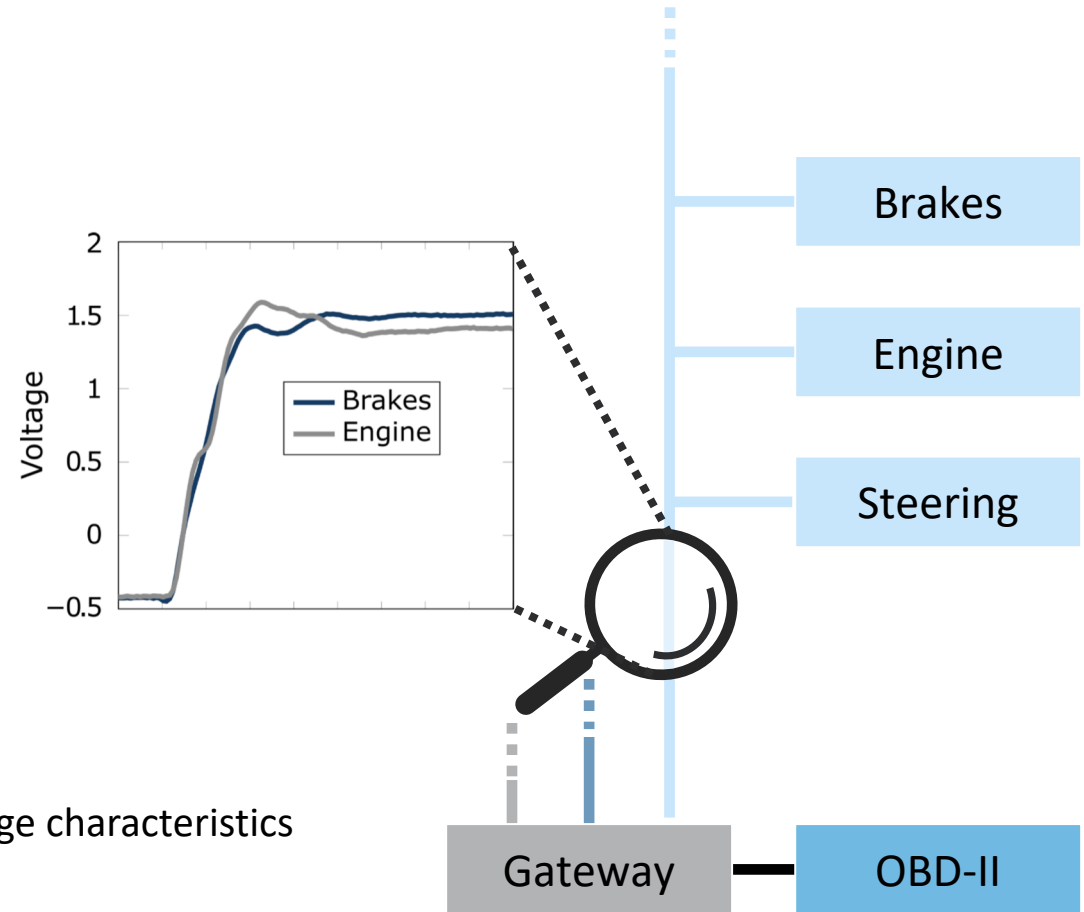 Brakes
2
1.5
Engine
1
Voltage
Brakes
Engine
0.5
Steering
0
−0.5
characteristics
Gateway
OBD-II